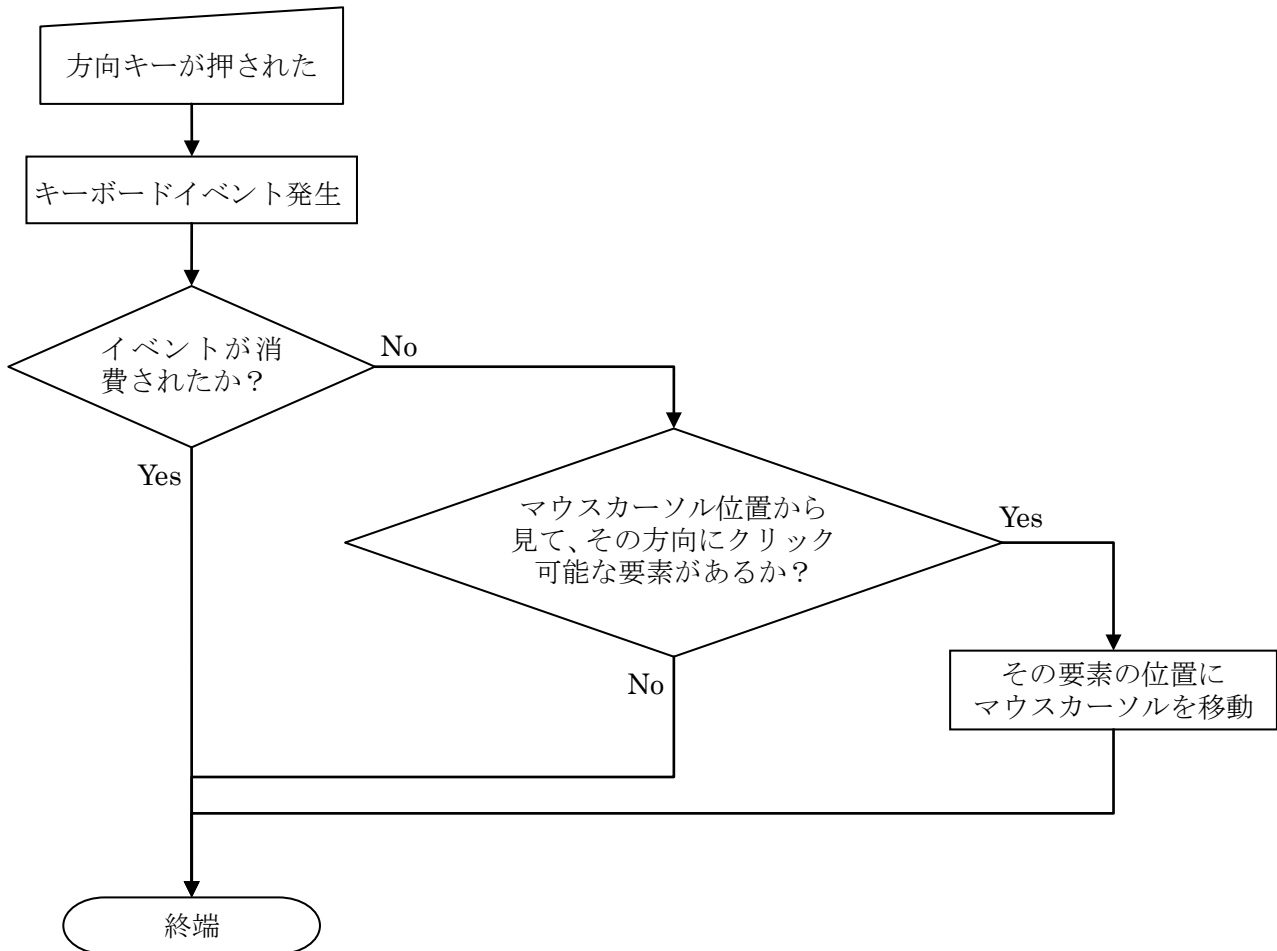 方向キーが押された
キーボードイベント発生
イベントが消
費されたか？
No
Yes
マウスカーソル位置から
見て、その方向にクリック
可能な要素があるか？
Yes
No
その要素の位置に
マウスカーソルを移動
終端